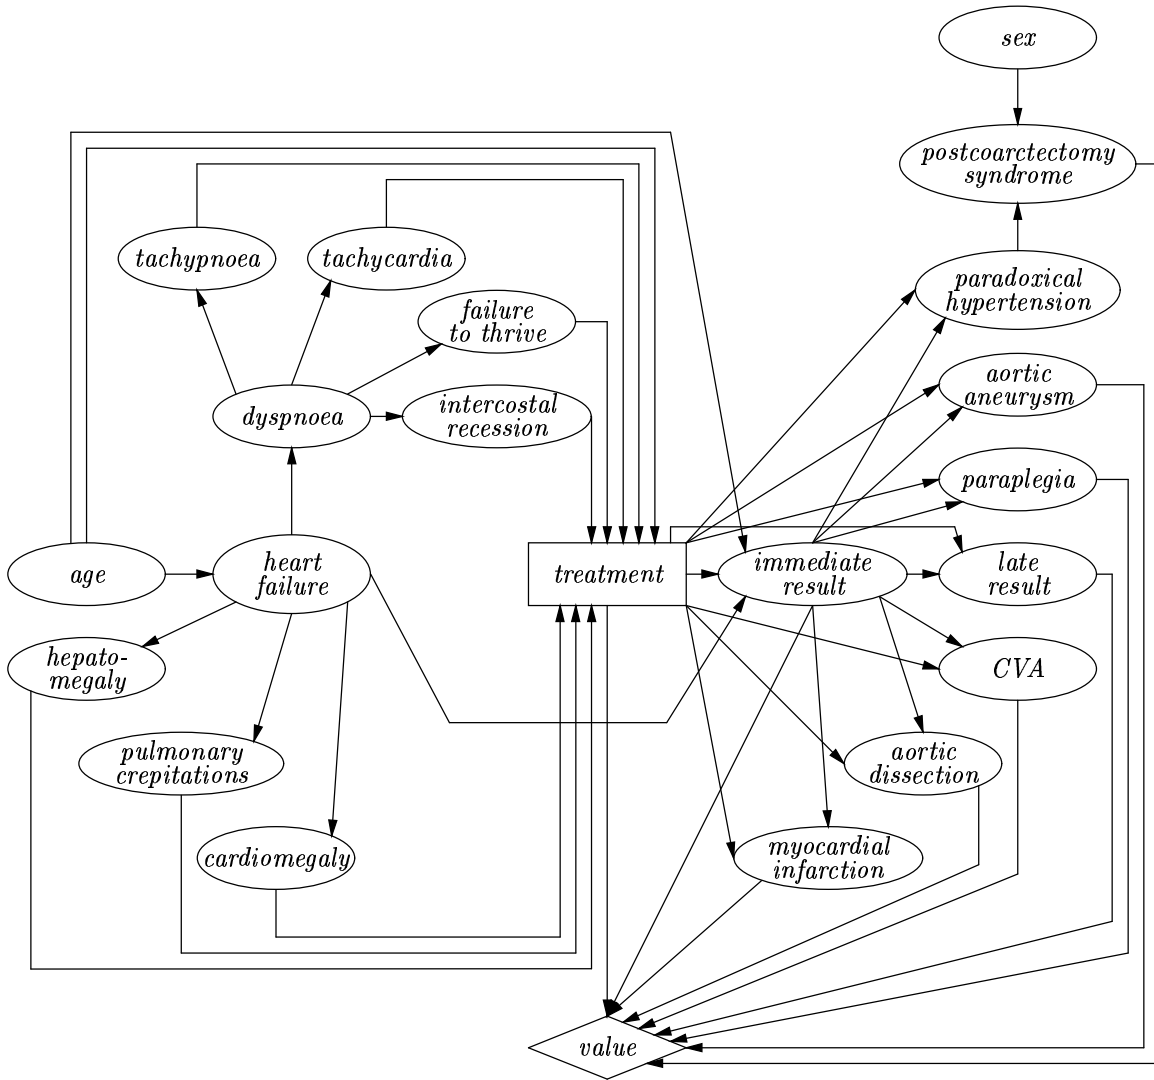 sex
postcoarctectomy
syndrome
tachypnoea
tachycardia
paradoxical
hypertension
failure
to thrive
aortic
aneurysm
dyspnoea
intercostal
recession
paraplegia
age
heart
failure
treatment
immediate
result
late
result
hepato-
megaly
CVA
pulmonary
crepitations
aortic
dissection
cardiomegaly
myocardial
infarction
value